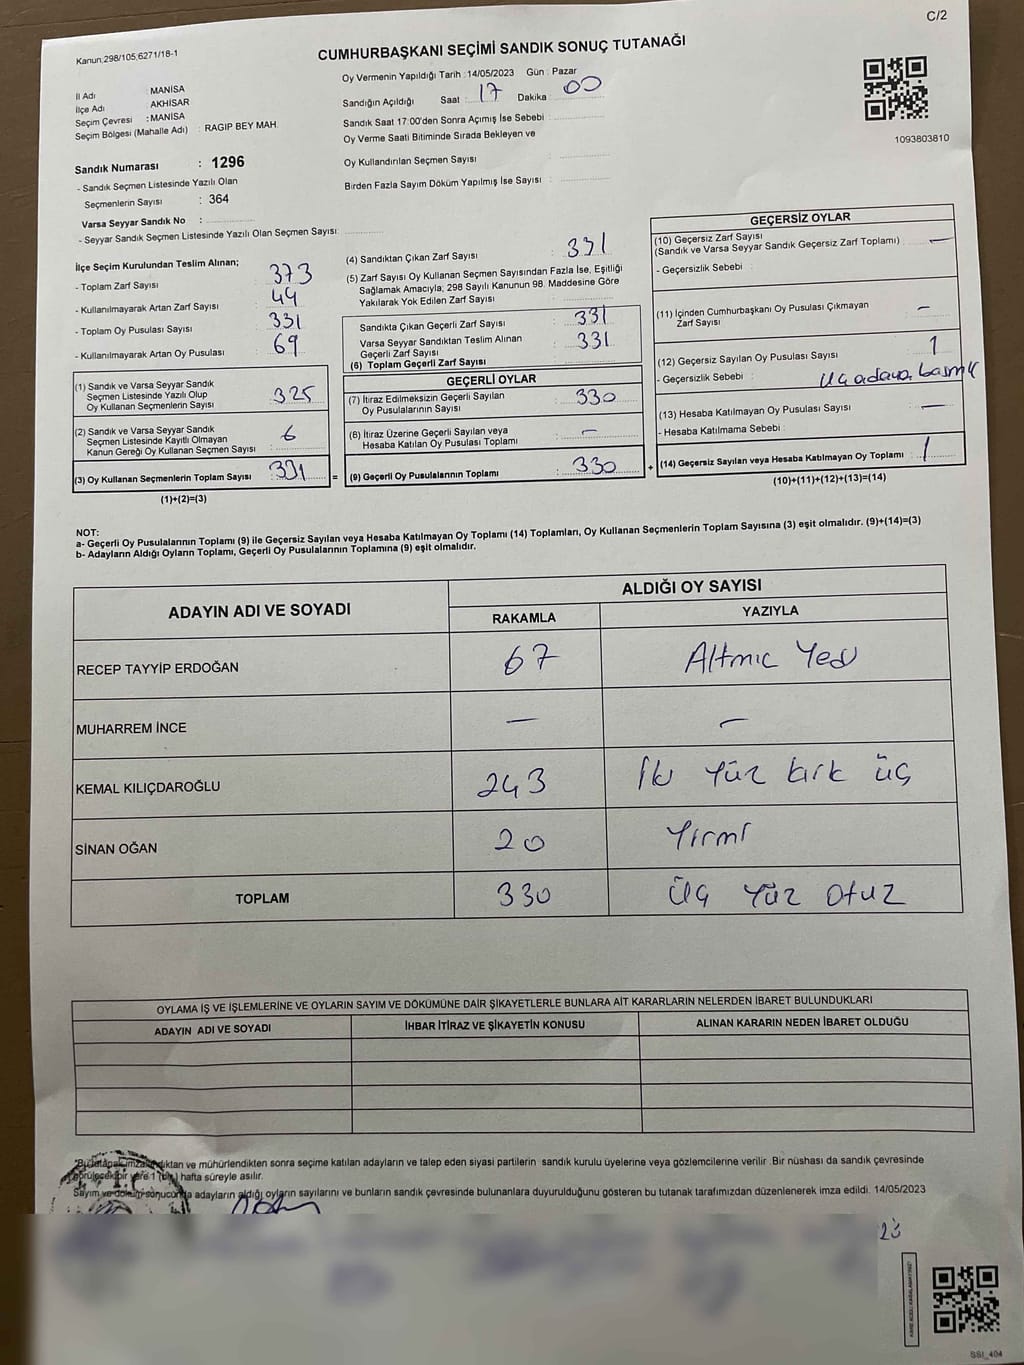 C/2
Kanun;298/105;6271/18-1
CUMHURBAŞKANI SEÇİMİ SANDIK SONUÇ TUTANAĞI
Oy Vermenin Yapıldığı Tarih :14/05/2023 Gün : Pazar
İl Adı : MANİSA
İlçe Adı : AKHİSAR
Seçim Çevresi : MANİSA
Seçim Bölgesi (Mahalle Adı) : RAGIP BEY MAH.
Sandığın Açıldığı Saat : 17 Dakika : 00
Sandık Saat 17:00'den Sonra Açımış İse Sebebi :
Oy Verme Saati Bitiminde Sırada Bekleyen ve
Oy Kullandırılan Seçmen Sayısı :
Birden Fazla Sayım Döküm Yapılmış İse Sayısı :
1093803810
Sandık Numarası : 1296
- Sandık Seçmen Listesinde Yazılı Olan
Seçmenlerin Sayısı : 364
Varsa Seyyar Sandık No :
- Seyyar Sandık Seçmen Listesinde Yazılı Olan Seçmen Sayısı:
İlçe Seçim Kurulundan Teslim Alınan;
- Toplam Zarf Sayısı : 373
- Kullanılmayarak Artan Zarf Sayısı : 44
- Toplam Oy Pusulası Sayısı : 331
- Kullanılmayarak Artan Oy Pusulası : 69
(1) Sandık ve Varsa Seyyar Sandık
Seçmen Listesinde Yazılı Olup
Oy Kullanan Seçmenlerin Sayısı : 325
(2) Sandık ve Varsa Seyyar Sandık
Seçmen Listesinde Kayıtlı Olmayan
Kanun Gereği Oy Kullanan Seçmen Sayısı : 6
(3) Oy Kullanan Seçmenlerin Toplam Sayısı : 331
(1)+(2)=(3)
=
(4) Sandıktan Çıkan Zarf Sayısı : 331
(5) Zarf Sayısı Oy Kullanan Seçmen Sayısından Fazla İse, Eşitliği
Sağlamak Amacıyla; 298 Sayılı Kanunun 98. Maddesine Göre
Yakılarak Yok Edilen Zarf Sayısı :
Sandıkta Çıkan Geçerli Zarf Sayısı : 331
Varsa Seyyar Sandıktan Teslim Alınan
Geçerli Zarf Sayısı : 331
(6) Toplam Geçerli Zarf Sayısı :
GEÇERLİ OYLAR
(7) İtiraz Edilmeksizin Geçerli Sayılan
Oy Pusulalarının Sayısı : 330
(8) İtiraz Üzerine Geçerli Sayılan veya
Hesaba Katılan Oy Pusulası Toplamı : —
(9) Geçerli Oy Pusulalarının Toplamı : 330
+
GEÇERSİZ OYLAR
(10) Geçersiz Zarf Sayısı : —
(Sandık ve Varsa Seyyar Sandık Geçersiz Zarf Toplamı)
- Geçersizlik Sebebi :
(11) İçinden Cumhurbaşkanı Oy Pusulası Çıkmayan
Zarf Sayısı : —
(12) Geçersiz Sayılan Oy Pusulası Sayısı : 1
- Geçersizlik Sebebi : Üç adaya basmı
(13) Hesaba Katılmayan Oy Pusulası Sayısı : —
- Hesaba Katılmama Sebebi :
(14) Geçersiz Sayılan veya Hesaba Katılmayan Oy Toplamı : 1
(10)+(11)+(12)+(13)=(14)
NOT:
a- Geçerli Oy Pusulalarının Toplamı (9) ile Geçersiz Sayılan veya Hesaba Katılmayan Oy Toplamı (14) Toplamları, Oy Kullanan Seçmenlerin Toplam Sayısına (3) eşit olmalıdır. (9)+(14)=(3)
b- Adayların Aldığı Oyların Toplamı, Geçerli Oy Pusulalarının Toplamına (9) eşit olmalıdır.
ADAYIN ADI VE SOYADI
ALDIĞI OY SAYISI
RAKAMLA YAZIYLA
RECEP TAYYİP ERDOĞAN 67 Altmıc Yedi
MUHARREM İNCE — —
KEMAL KILIÇDAROĞLU 243 İki Yüz kırk üç
SİNAN OĞAN 20 Yirmi
TOPLAM 330 Üç Yüz Otuz
OYLAMA İŞ VE İŞLEMLERİNE VE OYLARIN SAYIM VE DÖKÜMÜNE DAİR ŞİKAYETLERLE BUNLARA AİT KARARLARIN NELERDEN İBARET BULUNDUKLARI
ADAYIN ADI VE SOYADI İHBAR İTİRAZ VE ŞİKAYETİN KONUSU ALINAN KARARIN NEDEN İBARET OLDUĞU
ve mühürlendikten sonra seçime katılan adayların ve talep eden siyasi partilerin sandık kurulu üyelerine veya gözlemcilerine verilir .Bir nüshası da sandık çevresinde
yere 1 (bir) hafta süreyle asılır.
Sayım ve döküm sonucunda adayların aldığı oyların sayılarını ve bunların sandık çevresinde bulunanlara duyurulduğunu gösteren bu tutanak tarafımızdan düzenlenerek imza edildi. 14/05/2023
T.C.
23
SSI_404